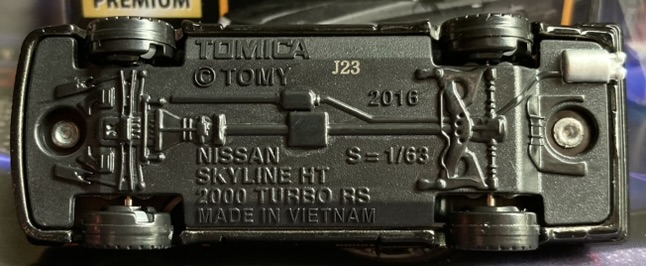 PREMIUM
TOMICA
© TOMY
J23
2016
NISSAN
S=1/63
SKYLINE HT
2000 TURBO RS
MADE IN VIETNAM